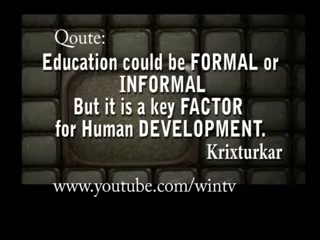 Qoute:
Education could be FORMAL or
INFORMAL
But it is a key FACTOR
for Human DEVELOPMENT.
Krixturkar
www.youtube.com/wintv